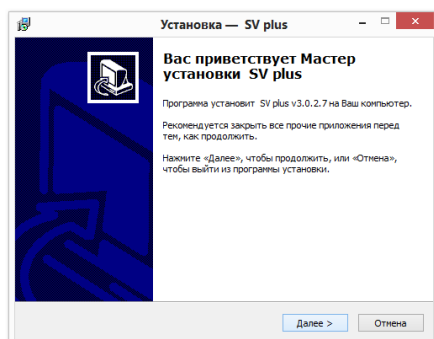 Установка — SV plus
Вас приветствует Мастер
установки SV plus
Программа установит SV plus v3.0.2.7 на Ваш компьютер.
Рекомендуется закрыть все прочие приложения перед
тем, как продолжить.
Нажмите «Далее», чтобы продолжить, или «Отмена»,
чтобы выйти из программы установки.
Далее >
Отмена